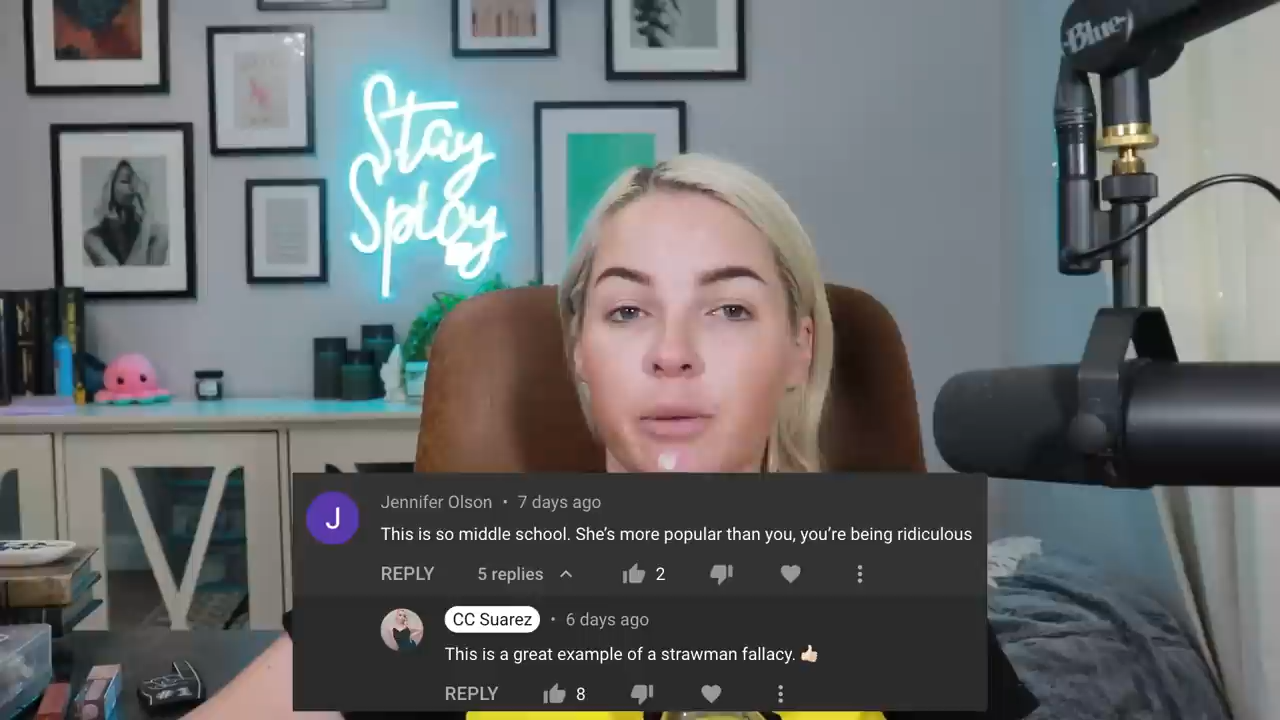 Blue
Stay
Spicy
Jennifer Olson • 7 days ago
This is so middle school. She's more popular than you, you're being ridiculous
REPLY 5 replies 2
CC Suarez • 6 days ago
This is a great example of a strawman fallacy. 👍🏻
REPLY 8
#1